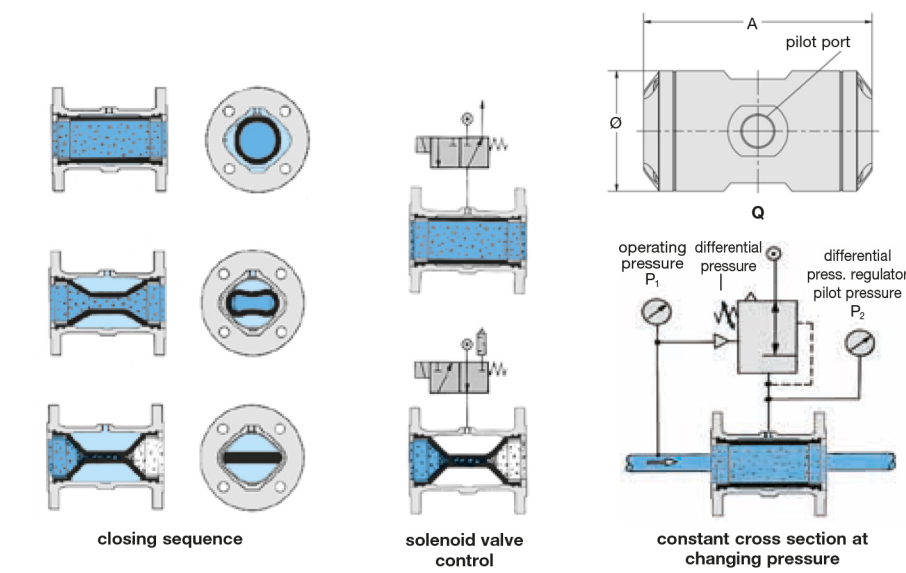 A
pilot port
Ø
Q
operating
pressure
P₁
differential
pressure
differential
press. regulator
pilot pressure
P₂
closing sequence
solenoid valve
control
constant cross section at
changing pressure